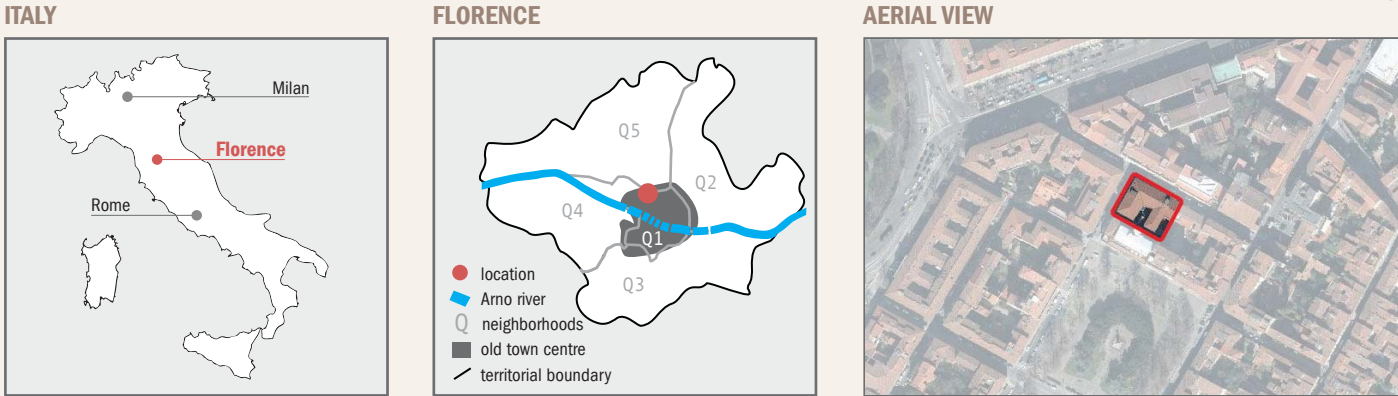 ITALY
Milan
Florence
Rome
FLORENCE
Q5
Q2
Q4
Q1
Q3
location
Arno river
Q neighborhoods
old town centre
territorial boundary
AERIAL VIEW